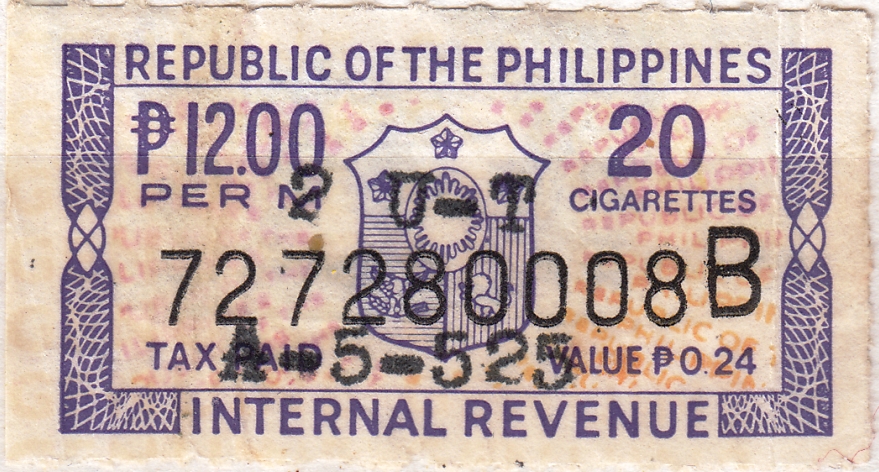 REPUBLIC OF THE PHILIPPINES
₱12.00 20
PER M CIGARETTES
2 U-T
727280008B
TAX PAID VALUE ₱0.24
A-5-525
INTERNAL REVENUE